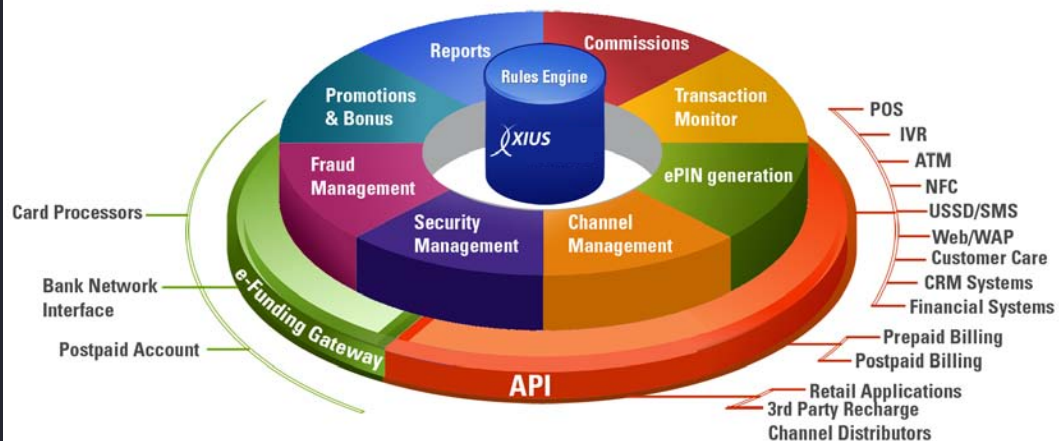 Reports
Commissions
Rules Engine
XIUS
Promotions
& Bonus
Transaction
Monitor
Fraud
Management
ePIN generation
Security
Management
Channel
Management
Card Processors
Bank Network
Interface
Postpaid Account
e-Funding Gateway
API
POS
IVR
ATM
NFC
USSD/SMS
Web/WAP
Customer Care
CRM Systems
Financial Systems
Prepaid Billing
Postpaid Billing
Retail Applications
3rd Party Recharge
Channel Distributors